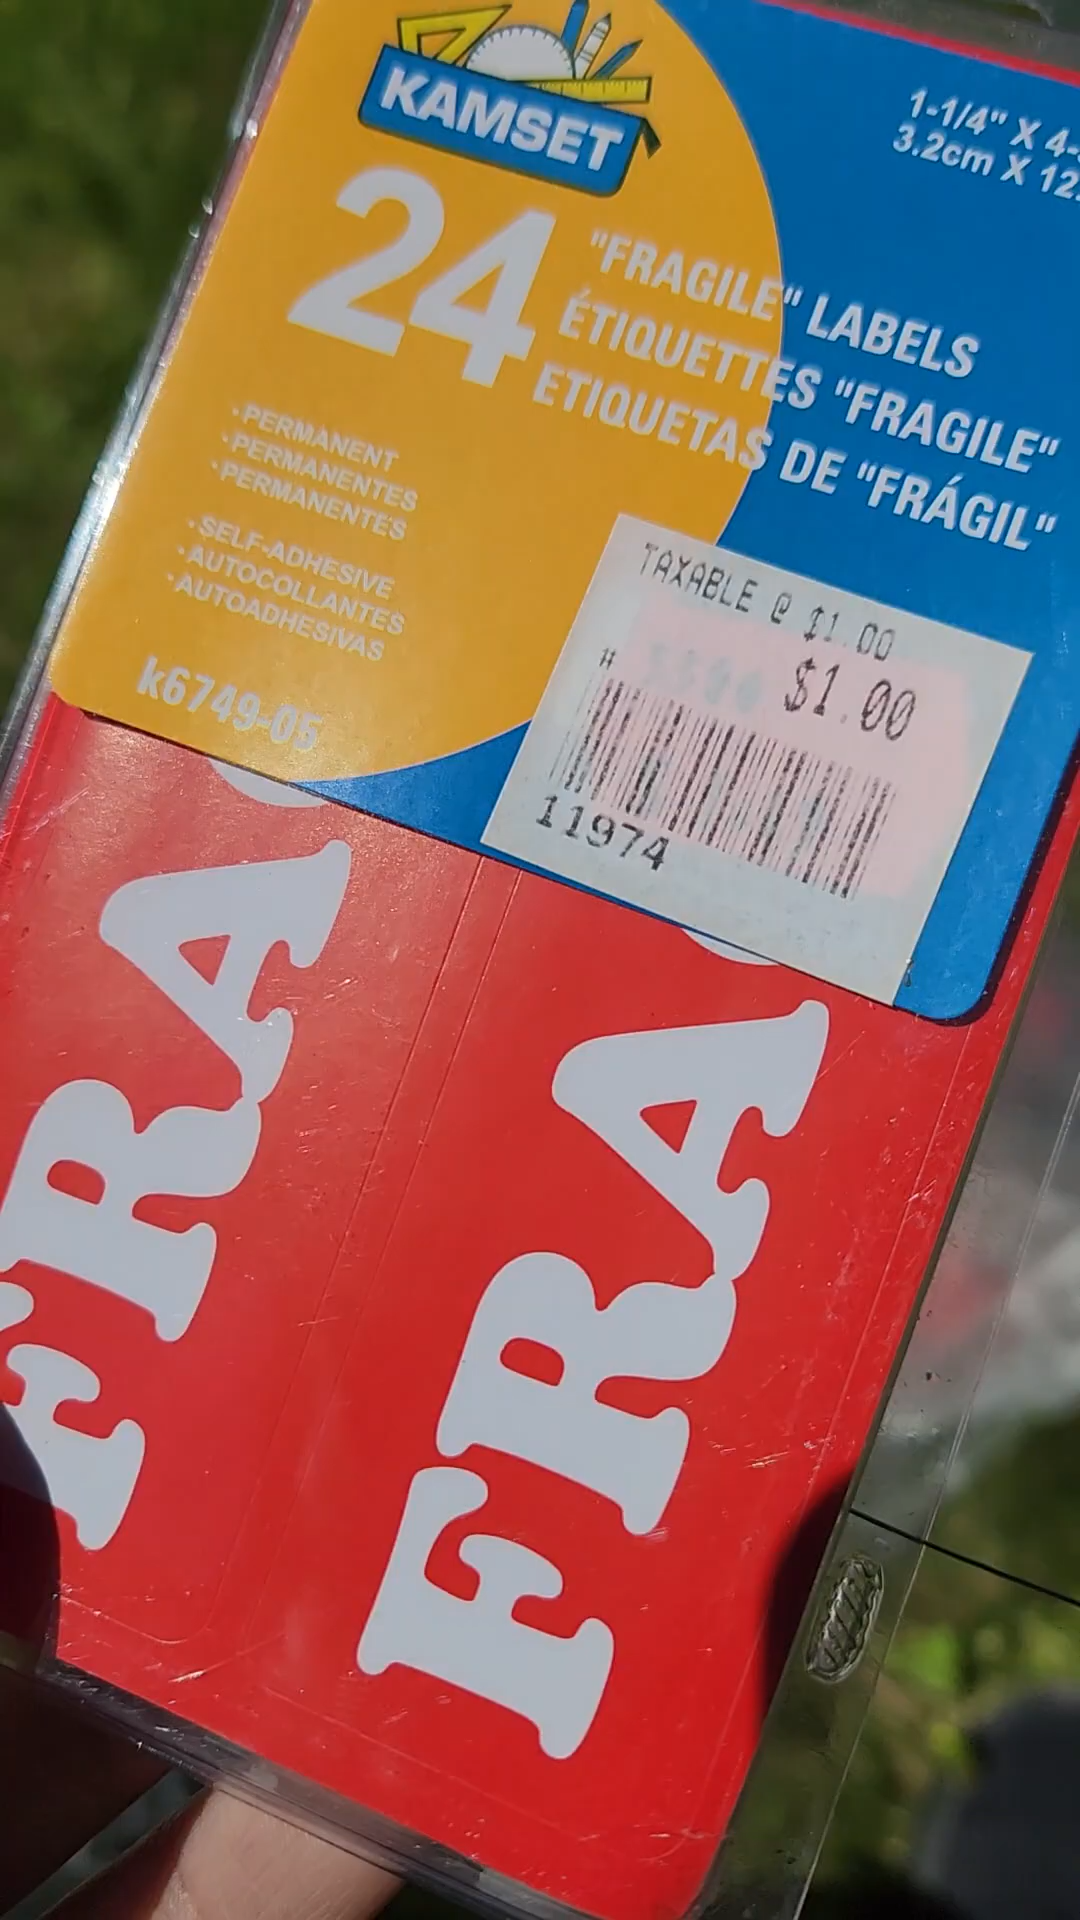 KAMSET
1-1/4" X 4-
3.2cm X 12.
24
"FRAGILE" LABELS
ÉTIQUETTES "FRAGILE"
ETIQUETAS DE "FRÁGIL"
·PERMANENT
·PERMANENTES
·PERMANENTES
·SELF-ADHESIVE
·AUTOCOLLANTES
·AUTOADHESIVAS
k6749-05
TAXABLE @ $1.00
$1.00
#
11974
FRA
FRA